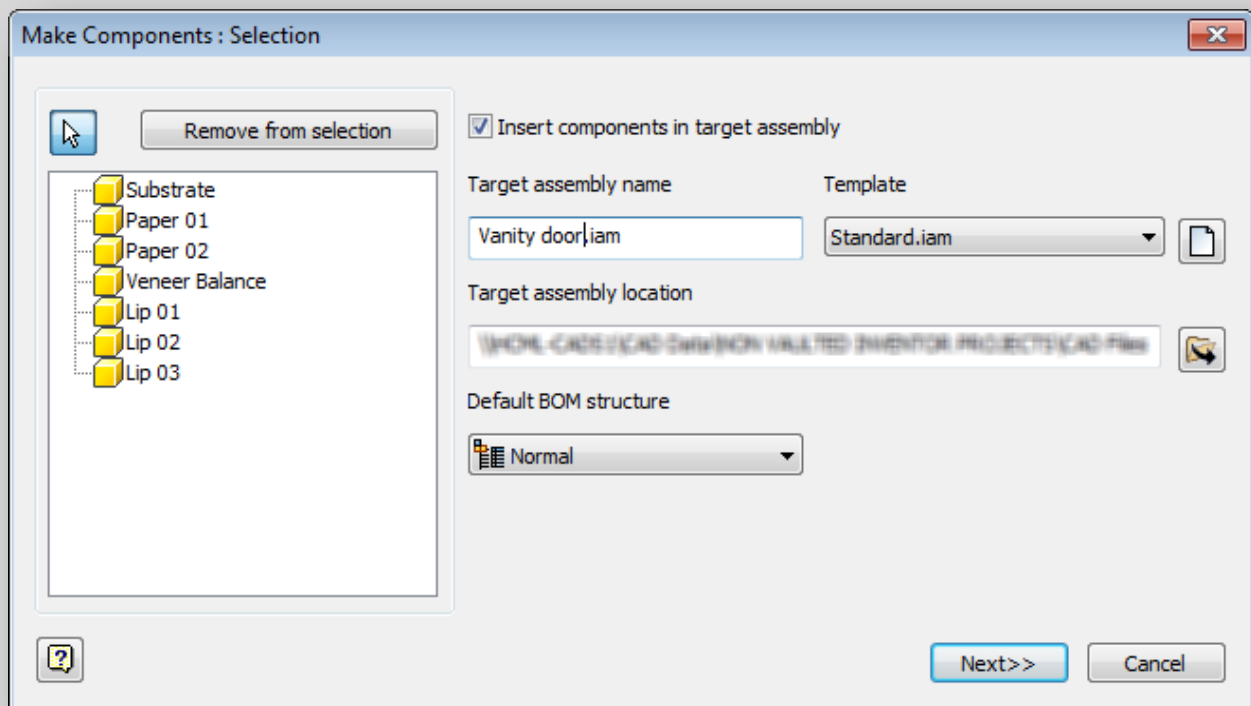 Make Components : Selection
Remove from selection
Substrate
Paper 01
Paper 02
Veneer Balance
Lip 01
Lip 02
Lip 03
Insert components in target assembly
Target assembly name
Template
Vanity door.iam
Standard.iam
Target assembly location
Default BOM structure
Normal
Next>>
Cancel